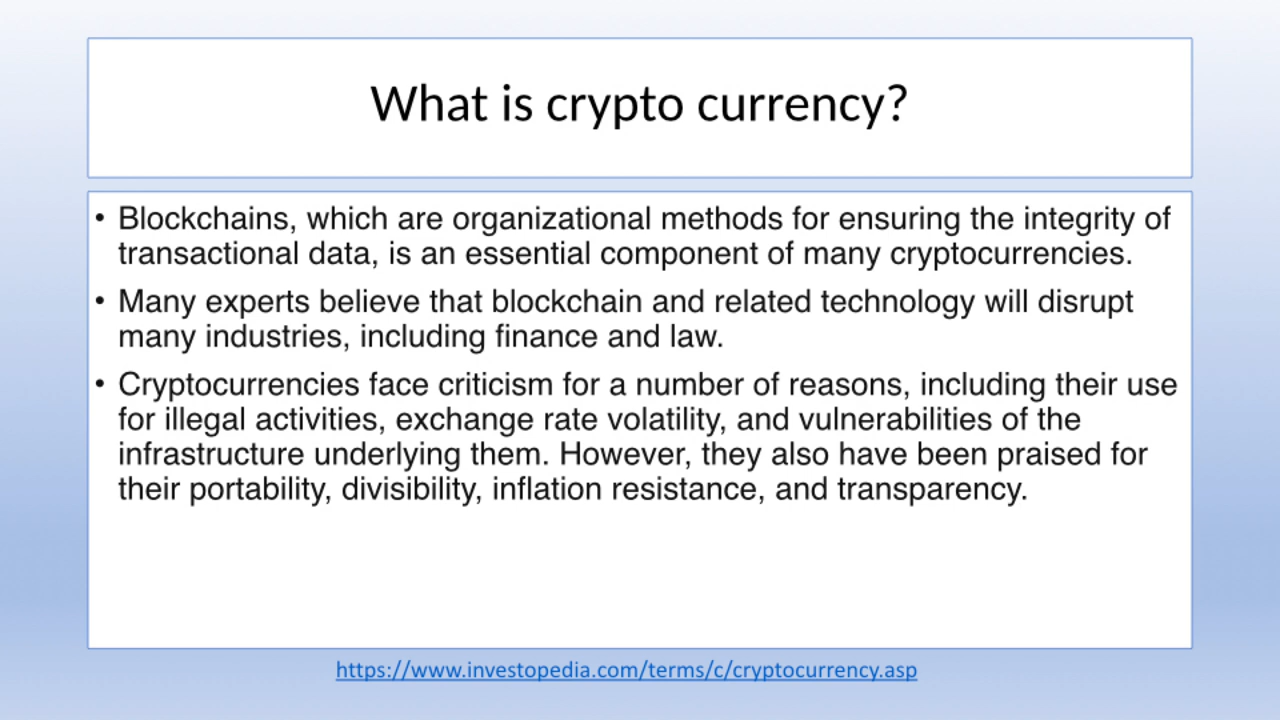 What is crypto currency?
• Blockchains, which are organizational methods for ensuring the integrity of
transactional data, is an essential component of many cryptocurrencies.
• Many experts believe that blockchain and related technology will disrupt
many industries, including finance and law.
• Cryptocurrencies face criticism for a number of reasons, including their use
for illegal activities, exchange rate volatility, and vulnerabilities of the
infrastructure underlying them. However, they also have been praised for
their portability, divisibility, inflation resistance, and transparency.
https://www.investopedia.com/terms/c/cryptocurrency.asp